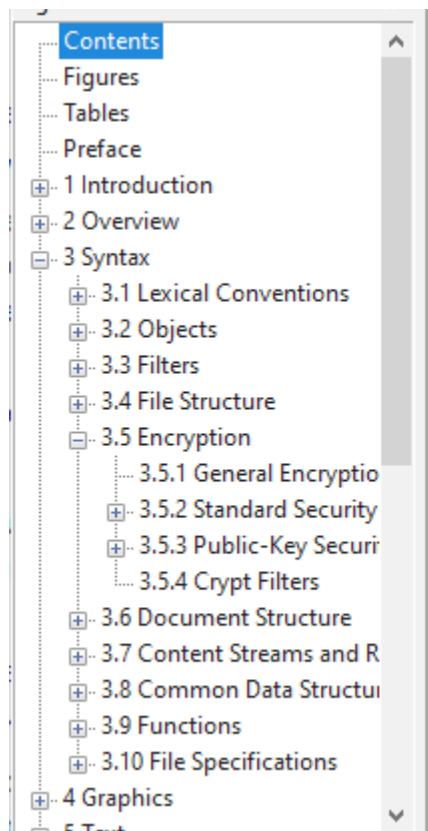 Contents
Figures
Tables
Preface
1 Introduction
2 Overview
3 Syntax
3.1 Lexical Conventions
3.2 Objects
3.3 Filters
3.4 File Structure
3.5 Encryption
3.5.1 General Encryptio
3.5.2 Standard Security
3.5.3 Public-Key Securi
3.5.4 Crypt Filters
3.6 Document Structure
3.7 Content Streams and R
3.8 Common Data Structu
3.9 Functions
3.10 File Specifications
4 Graphics
5 Text